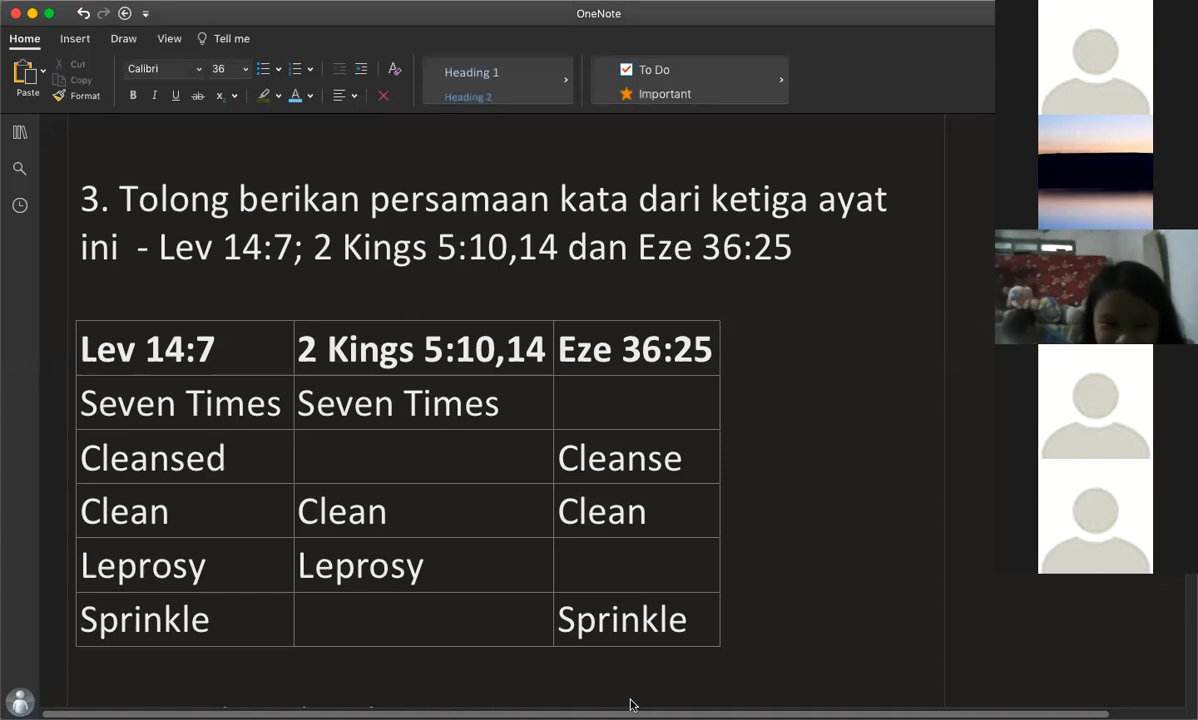 OneNote
Home Insert Draw View Tell me
Paste
Cut
Copy
Format
Calibri 36
B I U ab x A
Heading 1
Heading 2
To Do
Important
3. Tolong berikan persamaan kata dari ketiga ayat
ini - Lev 14:7; 2 Kings 5:10,14 dan Eze 36:25
Lev 14:7 2 Kings 5:10,14 Eze 36:25
Seven Times Seven Times
Cleansed Cleanse
Clean Clean Clean
Leprosy Leprosy
Sprinkle Sprinkle